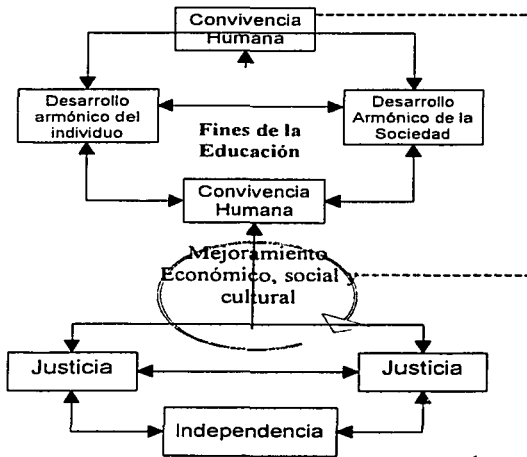 Convivencia
Humana
Desarrollo
armónico del
individuo
Desarrollo
Armónico de la
Sociedad
Fines de la
Educación
Convivencia
Humana
Mejoramiento
Económico, social y
cultural
Justicia
Justicia
Independencia